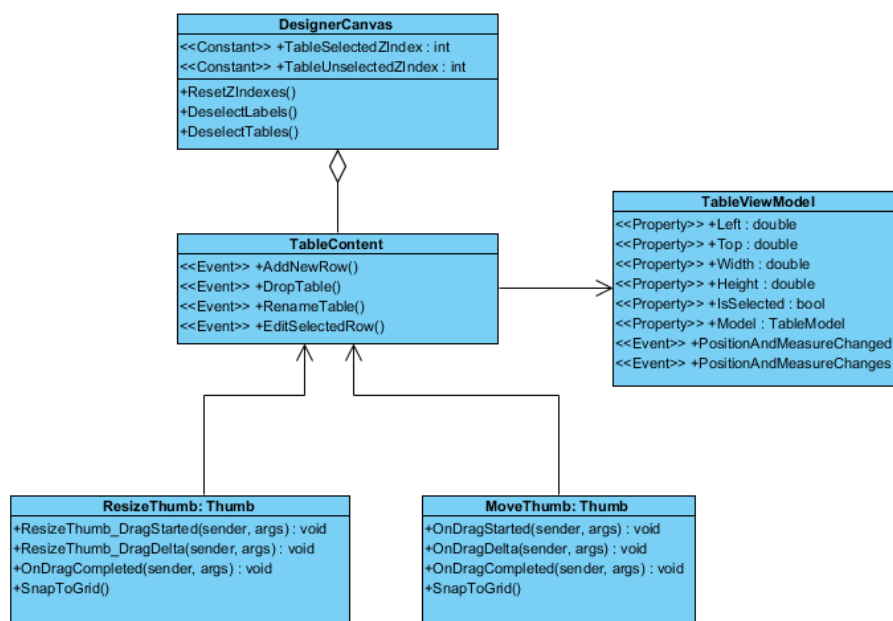 DesignerCanvas
<<Constant>> +TableSelectedZIndex : int
<<Constant>> +TableUnselectedZIndex : int
+ResetZIndexes()
+DeselectLabels()
+DeselectTables()
TableViewModel
<<Property>> +Left : double
<<Property>> +Top : double
<<Property>> +Width : double
<<Property>> +Height : double
<<Property>> +IsSelected : bool
<<Property>> +Model : TableModel
<<Event>> +PositionAndMeasureChanged
<<Event>> +PositionAndMeasureChanges
TableContent
<<Event>> +AddNewRow()
<<Event>> +DropTable()
<<Event>> +RenameTable()
<<Event>> +EditSelectedRow()
ResizeThumb: Thumb
+ResizeThumb_DragStarted(sender, args) : void
+ResizeThumb_DragDelta(sender, args) : void
+OnDragCompleted(sender, args) : void
+SnapToGrid()
MoveThumb: Thumb
+OnDragStarted(sender, args) : void
+OnDragDelta(sender, args) : void
+OnDragCompleted(sender, args) : void
+SnapToGrid()